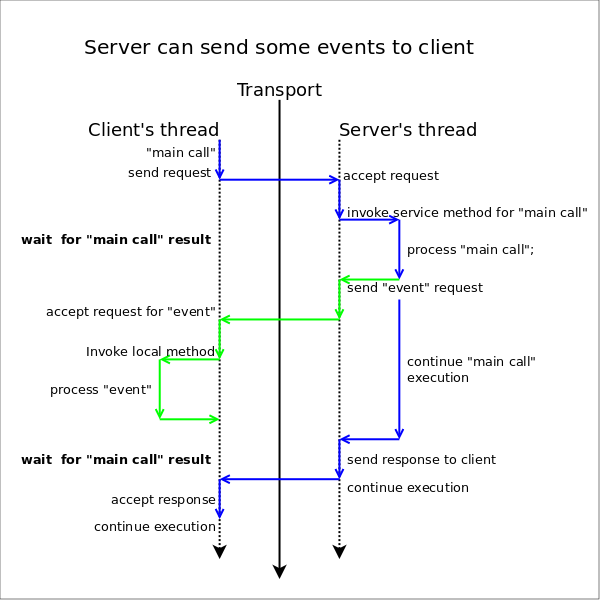 Server can send some events to client
Transport
Client's thread
Server's thread
"main call"
send request
accept request
invoke service method for "main call"
wait  for "main call" result
process "main call";
send "event" request
accept request for "event"
Invoke local method
continue "main call"
execution
process "event"
wait  for "main call" result
send response to client
continue execution
accept response
continue execution